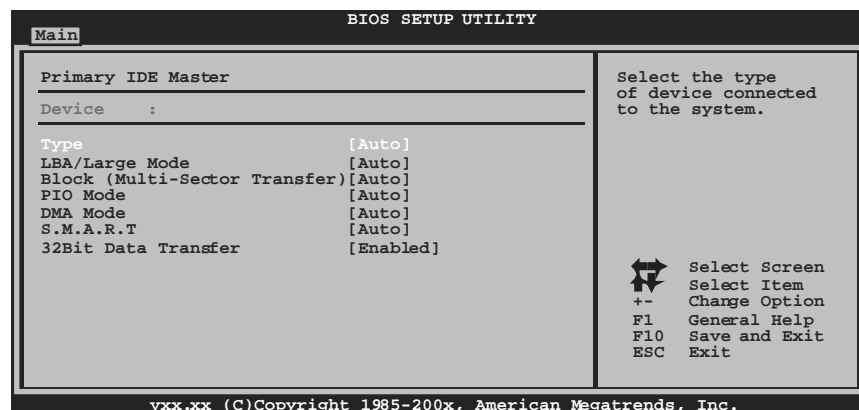 BIOS SETUP UTILITY
Main
Primary IDE Master
Device :
Type [Auto]
LBA/Large Mode [Auto]
Block (Multi-Sector Transfer)[Auto]
PIO Mode [Auto]
DMA Mode [Auto]
S.M.A.R.T [Auto]
32Bit Data Transfer [Enabled]
Select the type
of device connected
to the system.
Select Screen
Select Item
+- Change Option
F1 General Help
F10 Save and Exit
ESC Exit
vxx.xx (C)Copyright 1985-200x, American Megatrends, Inc.